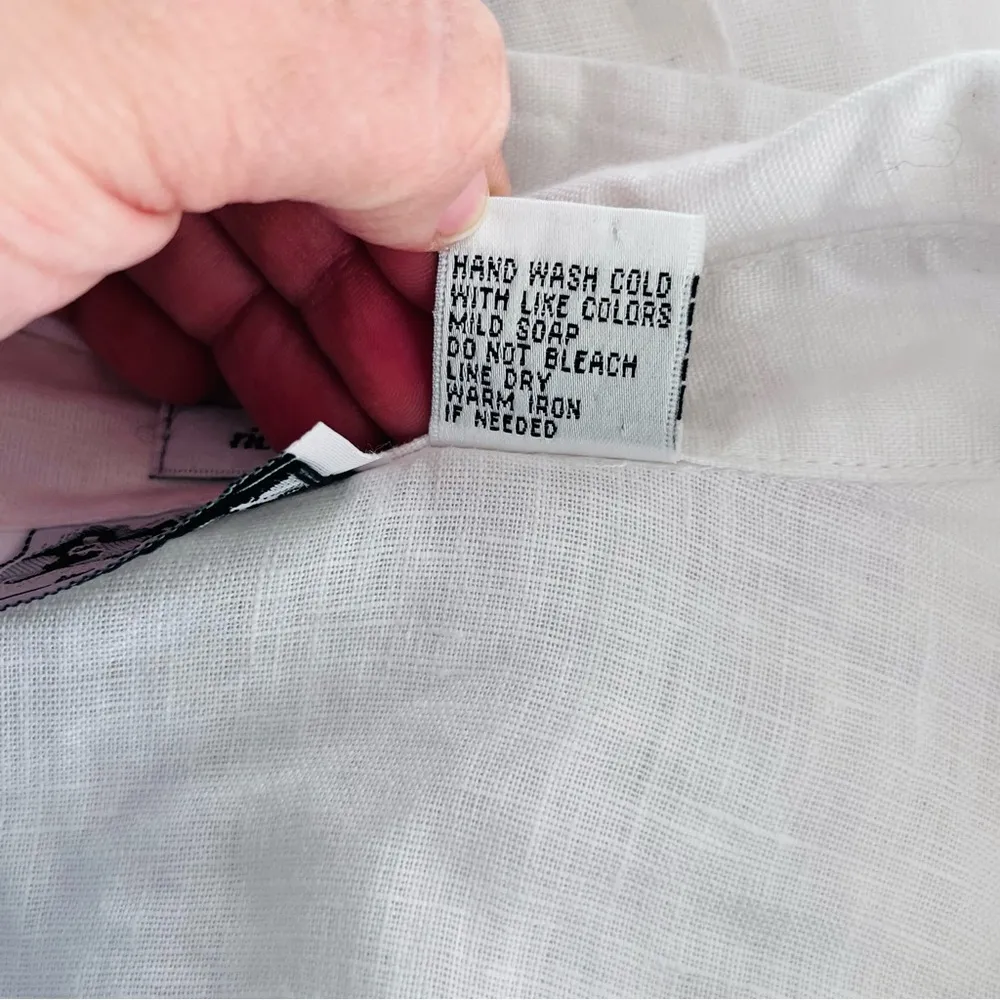 HAND WASH COLD
WITH LIKE COLORS
MILD SOAP
DO NOT BLEACH
LINE DRY
WARM IRON
IF NEEDED